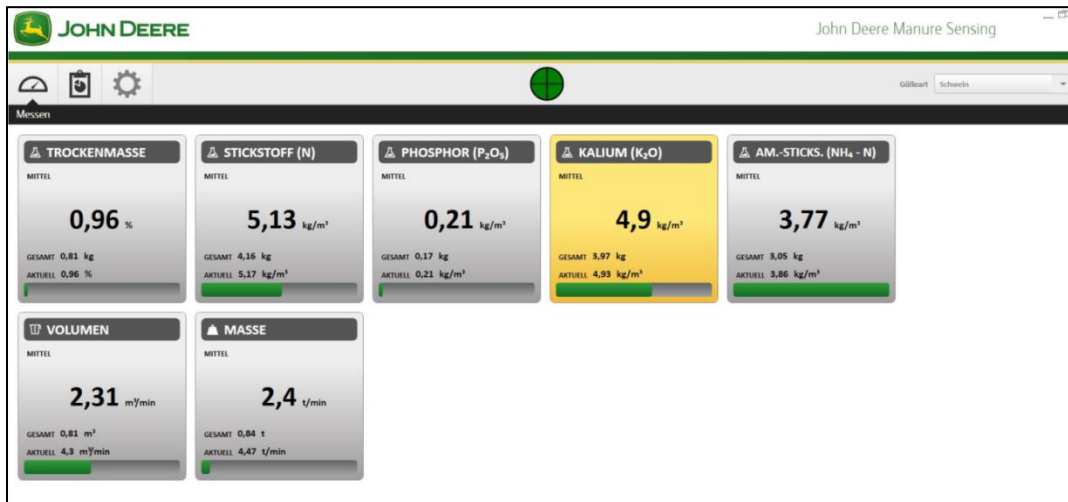 JOHN DEERE
John Deere Manure Sensing
Gülleart Schwein
Messen
TROCKENMASSE
MITTEL
0,96 %
GESAMT 0,81 kg
AKTUELL 0,96 %
STICKSTOFF (N)
MITTEL
5,13 kg/m³
GESAMT 4,16 kg
AKTUELL 5,17 kg/m³
PHOSPHOR (P₂O₅)
MITTEL
0,21 kg/m³
GESAMT 0,17 kg
AKTUELL 0,21 kg/m³
KALIUM (K₂O)
MITTEL
4,9 kg/m³
GESAMT 3,97 kg
AKTUELL 4,93 kg/m³
AM.-STICKS. (NH₄ - N)
MITTEL
3,77 kg/m³
GESAMT 3,05 kg
AKTUELL 3,86 kg/m³
VOLUMEN
MITTEL
2,31 m³/min
GESAMT 0,81 m³
AKTUELL 4,3 m³/min
MASSE
MITTEL
2,4 t/min
GESAMT 0,84 t
AKTUELL 4,47 t/min